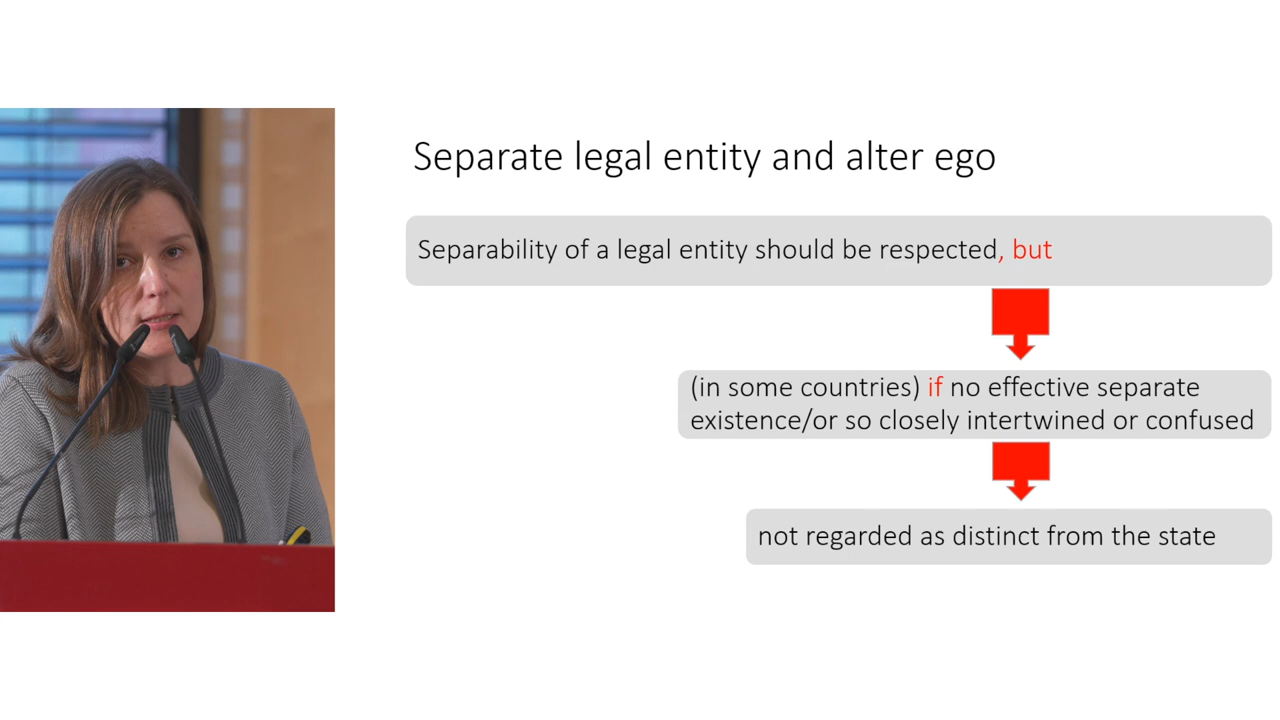 Separate legal entity and alter ego
Separability of a legal entity should be respected, but
(in some countries) if no effective separate
existence/or so closely intertwined or confused
not regarded as distinct from the state